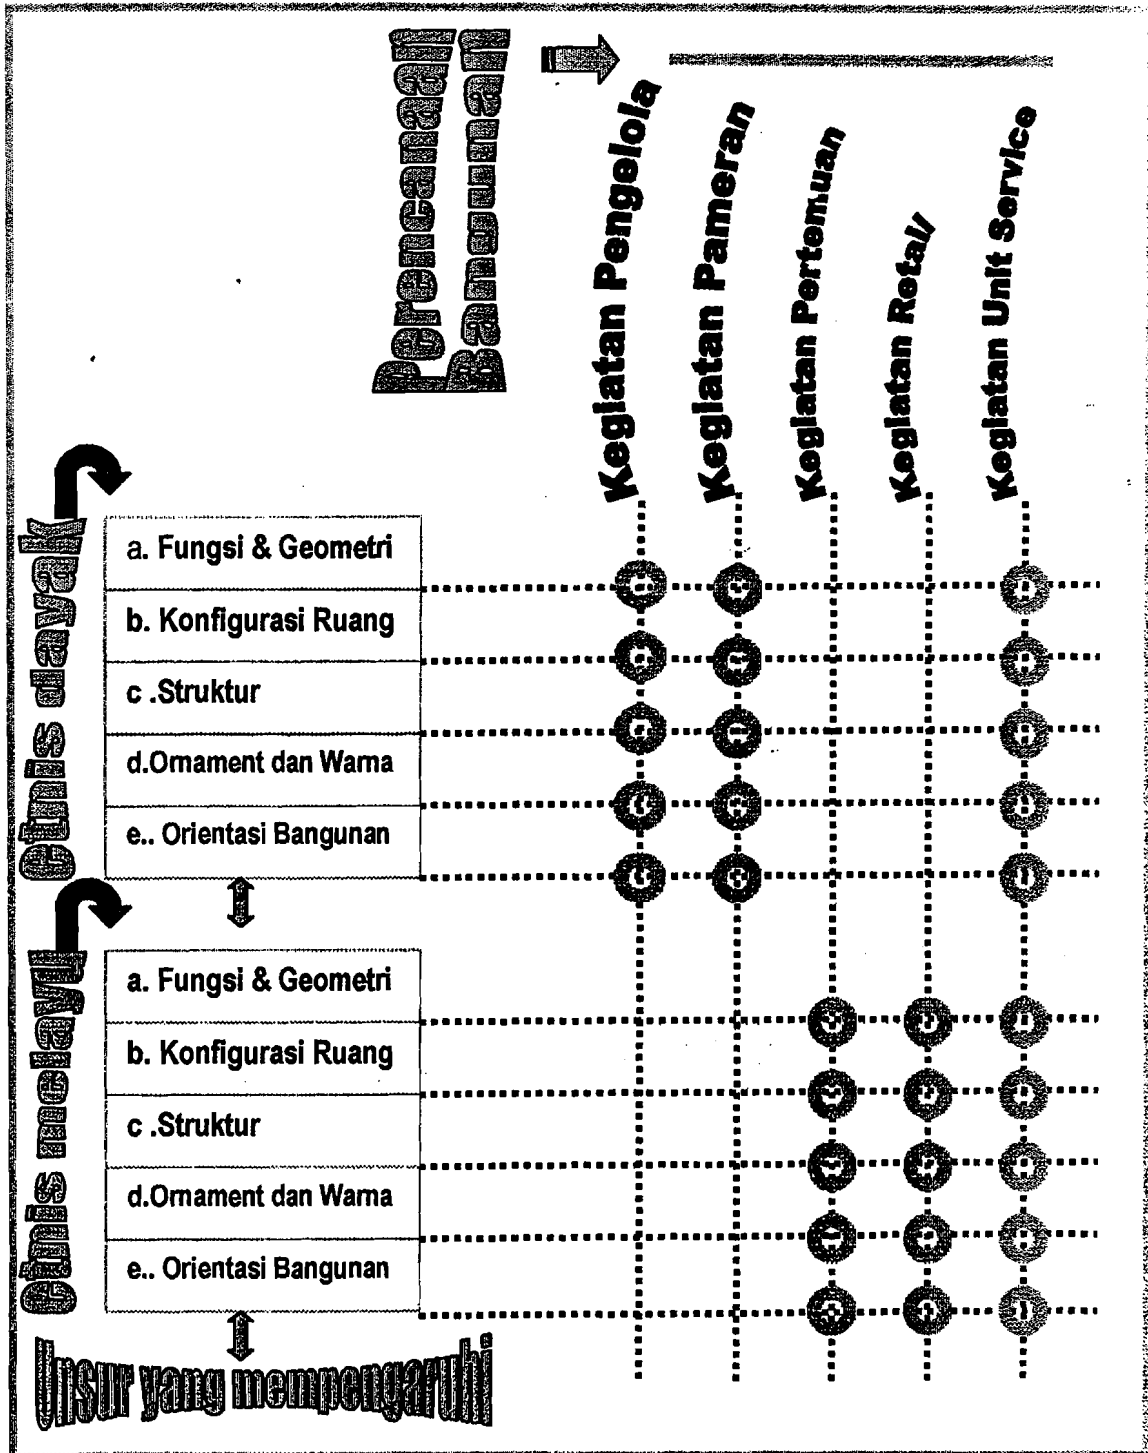 Perencanaan
Bangunan
Kegiatan Pengelola
Kegiatan Pameran
Kegiatan Pertemuan
Kegiatan Retail
Kegiatan Unit Service
Etnis dayak
a. Fungsi & Geometri
b. Konfigurasi Ruang
c .Struktur
d.Ornament dan Warna
e.. Orientasi Bangunan
Etnis melayu
a. Fungsi & Geometri
b. Konfigurasi Ruang
c .Struktur
d.Ornament dan Warna
e.. Orientasi Bangunan
Unsur yang mempengaruhi